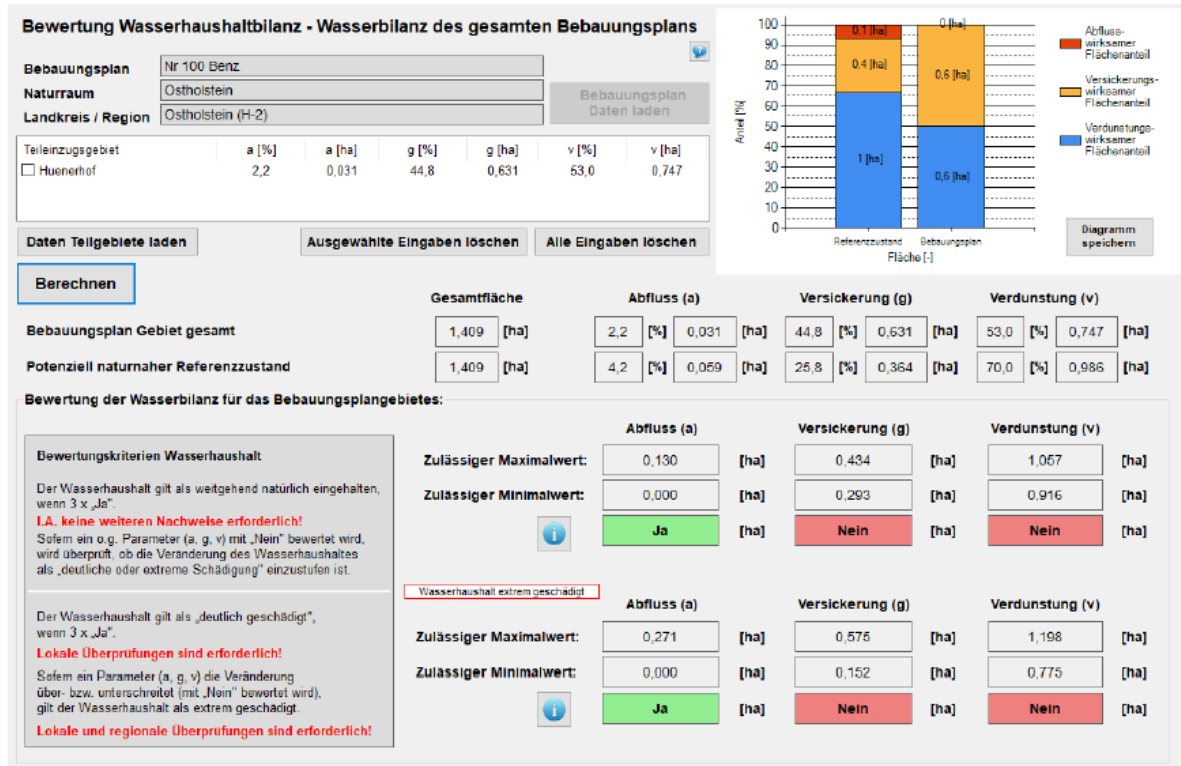 Bewertung Wasserhaushaltbilanz - Wasserbilanz des gesamten Bebauungsplans
Bebauungsplan Nr 100 Benz
Naturraum Ostholstein
Landkreis / Region Ostholstein (H-2)
Bebauungsplan
Daten laden
Teileinzugsgebiet a [%] a [ha] g [%] g [ha] v [%] v [ha]
Huenerhof 2,2 0,031 44,8 0,631 53,0 0,747
Daten Teilgebiete laden Ausgewählte Eingaben löschen Alle Eingaben löschen
100
90
80
70
60
50
40
30
20
10
0
Anteil [%]
0,1 [ha]
0,4 [ha]
1 [ha]
0 [ha]
0,6 [ha]
0,6 [ha]
Referenzzustand Bebauungsplan
Fläche [-]
Abfluss-
wirksamer
Flächenanteil
Versickerungs-
wirksamer
Flächenanteil
Verdunstungs-
wirksamer
Flächenanteil
Diagramm
speichern
Berechnen
Gesamtfläche Abfluss (a) Versickerung (g) Verdunstung (v)
Bebauungsplan Gebiet gesamt 1,409 [ha] 2,2 [%] 0,031 [ha] 44,8 [%] 0,631 [ha] 53,0 [%] 0,747 [ha]
Potenziell naturnaher Referenzzustand 1,409 [ha] 4,2 [%] 0,059 [ha] 25,8 [%] 0,364 [ha] 70,0 [%] 0,986 [ha]
Bewertung der Wasserbilanz für das Bebauungsplangebietes:
Bewertungskriterien Wasserhaushalt
Der Wasserhaushalt gilt als weitgehend natürlich eingehalten,
wenn 3 x „Ja".
I.A. keine weiteren Nachweise erforderlich!
Sofern ein o.g. Parameter (a, g, v) mit „Nein" bewertet wird,
wird überprüft, ob die Veränderung des Wasserhaushaltes
als „deutliche oder extreme Schädigung" einzustufen ist.
Der Wasserhaushalt gilt als „deutlich geschädigt",
wenn 3 x „Ja".
Lokale Überprüfungen sind erforderlich!
Sofern ein Parameter (a, g, v) die Veränderung
über- bzw. unterschreitet (mit „Nein" bewertet wird),
gilt der Wasserhaushalt als extrem geschädigt.
Lokale und regionale Überprüfungen sind erforderlich!
Abfluss (a) Versickerung (g) Verdunstung (v)
Zulässiger Maximalwert: 0,130 [ha] 0,434 [ha] 1,057 [ha]
Zulässiger Minimalwert: 0,000 [ha] 0,293 [ha] 0,916 [ha]
Ja [ha] Nein [ha] Nein [ha]
Wasserhaushalt extrem geschädigt
Abfluss (a) Versickerung (g) Verdunstung (v)
Zulässiger Maximalwert: 0,271 [ha] 0,575 [ha] 1,198 [ha]
Zulässiger Minimalwert: 0,000 [ha] 0,152 [ha] 0,775 [ha]
Ja [ha] Nein [ha] Nein [ha]